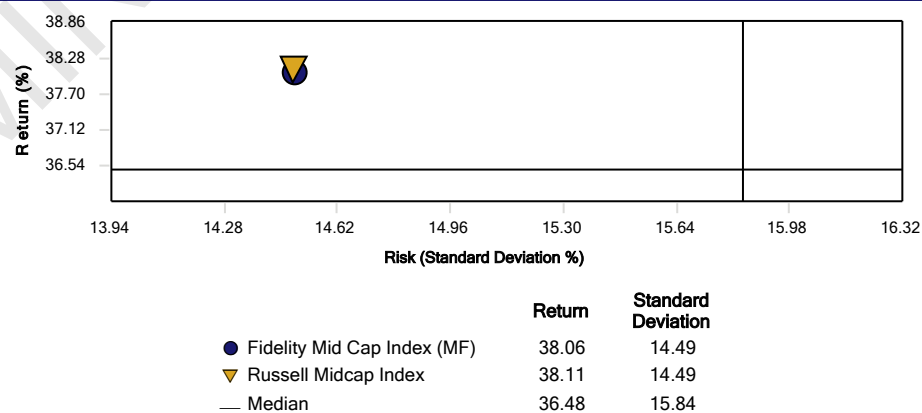 38.86
38.28
37.70
37.12
36.54
Return (%)
13.94 14.28 14.62 14.96 15.30 15.64 15.98 16.32
Risk (Standard Deviation %)
Return Standard Deviation
Fidelity Mid Cap Index (MF) 38.06 14.49
Russell Midcap Index 38.11 14.49
Median 36.48 15.84